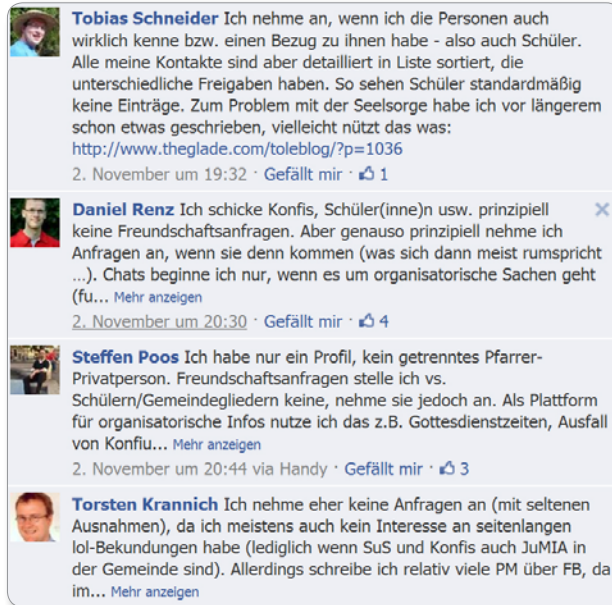 Tobias Schneider Ich nehme an, wenn ich die Personen auch
wirklich kenne bzw. einen Bezug zu ihnen habe - also auch Schüler.
Alle meine Kontakte sind aber detailliert in Liste sortiert, die
unterschiedliche Freigaben haben. So sehen Schüler standardmäßig
keine Einträge. Zum Problem mit der Seelsorge habe ich vor längerem
schon etwas geschrieben, vielleicht nützt das was:
http://www.theglade.com/toleblog/?p=1036
2. November um 19:32 · Gefällt mir · 1
Daniel Renz Ich schicke Konfis, Schüler(inne)n usw. prinzipiell
keine Freundschaftsanfragen. Aber genauso prinzipiell nehme ich
Anfragen an, wenn sie denn kommen (was sich dann meist rumspricht
...). Chats beginne ich nur, wenn es um organisatorische Sachen geht
(fu... Mehr anzeigen
2. November um 20:30 · Gefällt mir · 4
Steffen Poos Ich habe nur ein Profil, kein getrenntes Pfarrer-
Privatperson. Freundschaftsanfragen stelle ich vs.
Schülern/Gemeindegliedern keine, nehme sie jedoch an. Als Plattform
für organisatorische Infos nutze ich das z.B. Gottesdienstzeiten, Ausfall
von Konfiu... Mehr anzeigen
2. November um 20:44 via Handy · Gefällt mir · 3
Torsten Krannich Ich nehme eher keine Anfragen an (mit seltenen
Ausnahmen), da ich meistens auch kein Interesse an seitenlangen
lol-Bekundungen habe (lediglich wenn SuS und Konfis auch JuMIA in
der Gemeinde sind). Allerdings schreibe ich relativ viele PM über FB, da
im... Mehr anzeigen